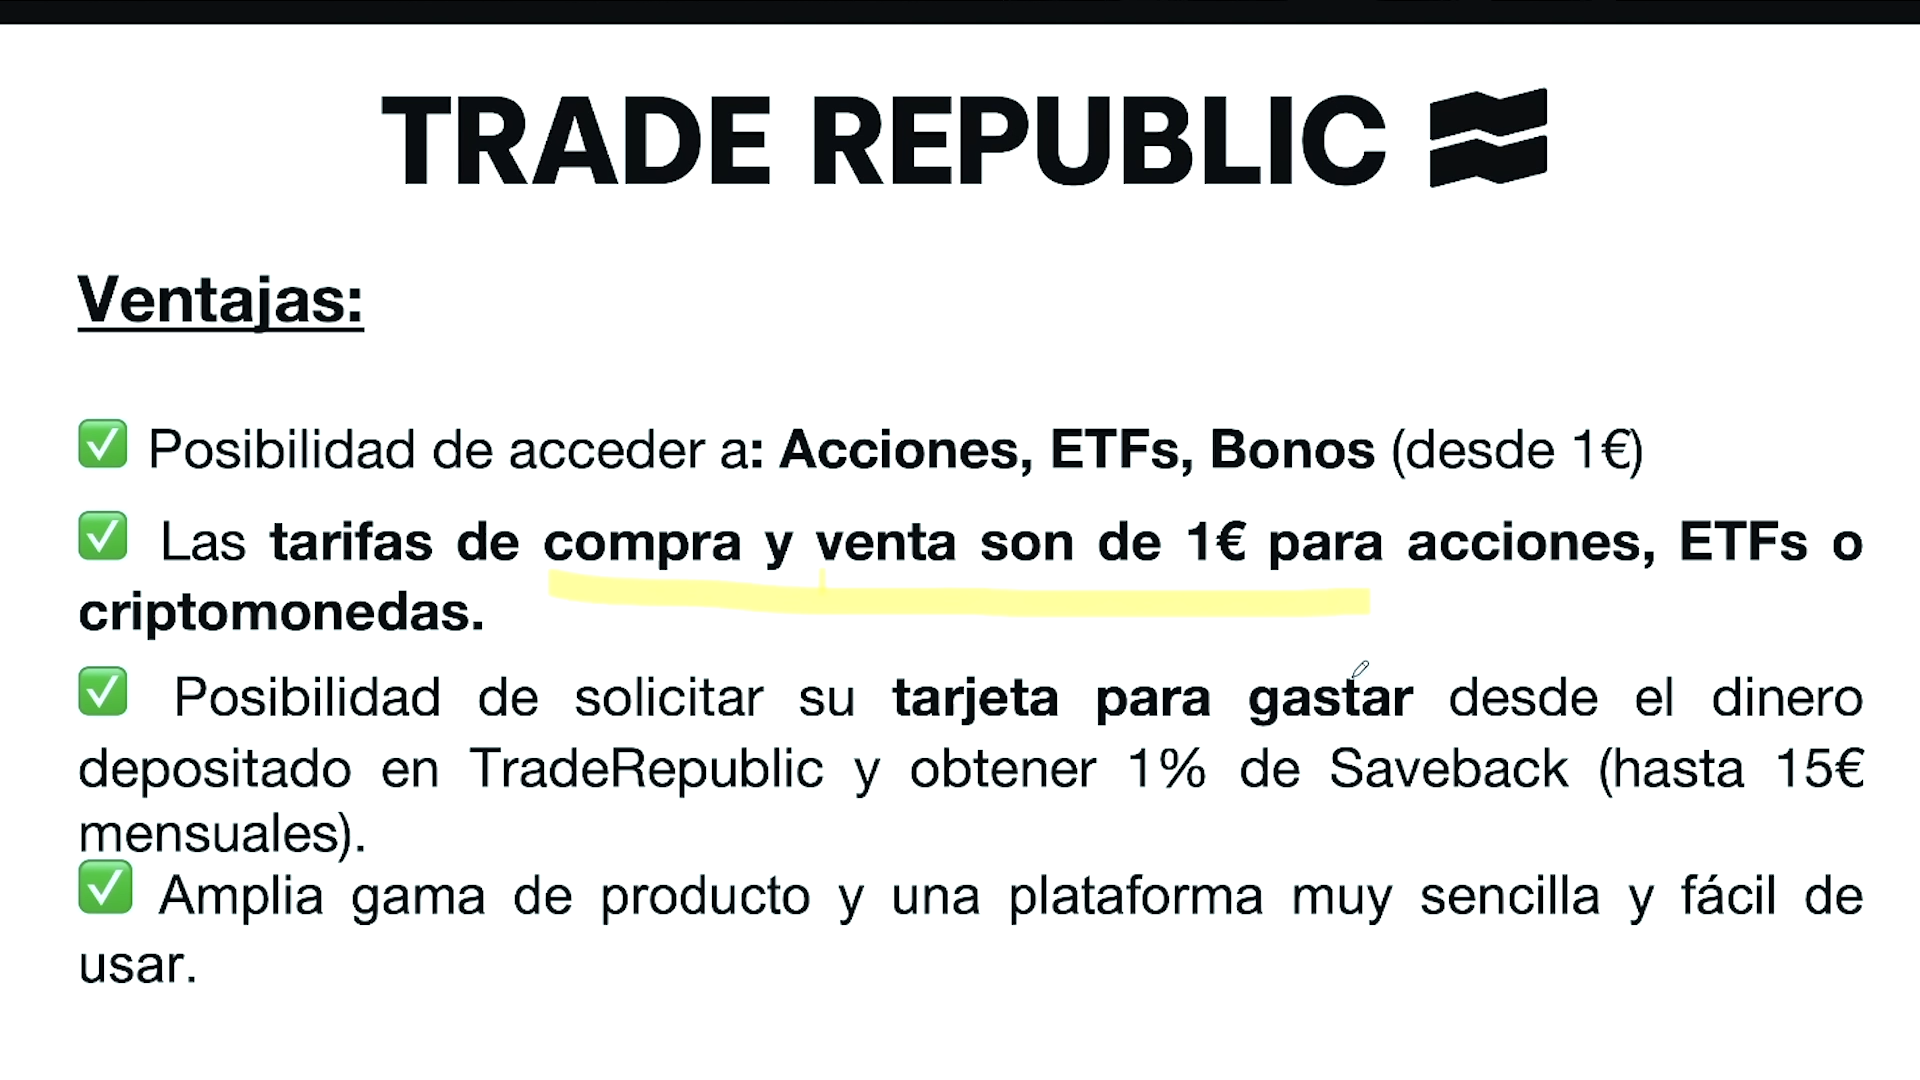 TRADE REPUBLIC
Ventajas:
✅ Posibilidad de acceder a: Acciones, ETFs, Bonos (desde 1€)
✅ Las tarifas de compra y venta son de 1€ para acciones, ETFs o
criptomonedas.
✅ Posibilidad de solicitar su tarjeta para gastar desde el dinero
depositado en TradeRepublic y obtener 1% de Saveback (hasta 15€
mensuales).
✅ Amplia gama de producto y una plataforma muy sencilla y fácil de
usar.